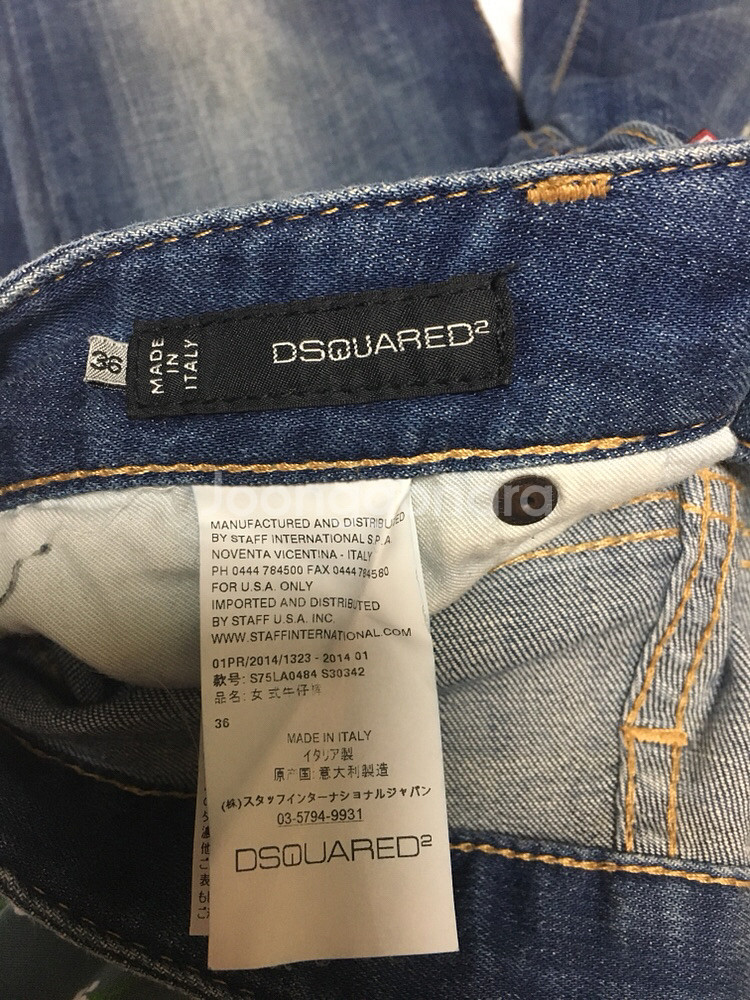 36
MADE
IN
ITALY
DSQUARED2
MANUFACTURED AND DISTRIBUTED
BY STAFF INTERNATIONAL S.P.A.
NOVENTA VICENTINA - ITALY
PH 0444 784500 FAX 0444 784580
FOR U.S.A. ONLY
IMPORTED AND DISTRIBUTED
BY STAFF U.S.A. INC.
WWW.STAFFINTERNATIONAL.COM
01PR/2014/1323 - 2014 01
款号: S75LA0484 S30342
品名: 女式牛仔裤
36
MADE IN ITALY
イタリア製
原产国: 意大利製造
(株)スタッフインターナショナルジャパン
03-5794-9931
DSQUARED2